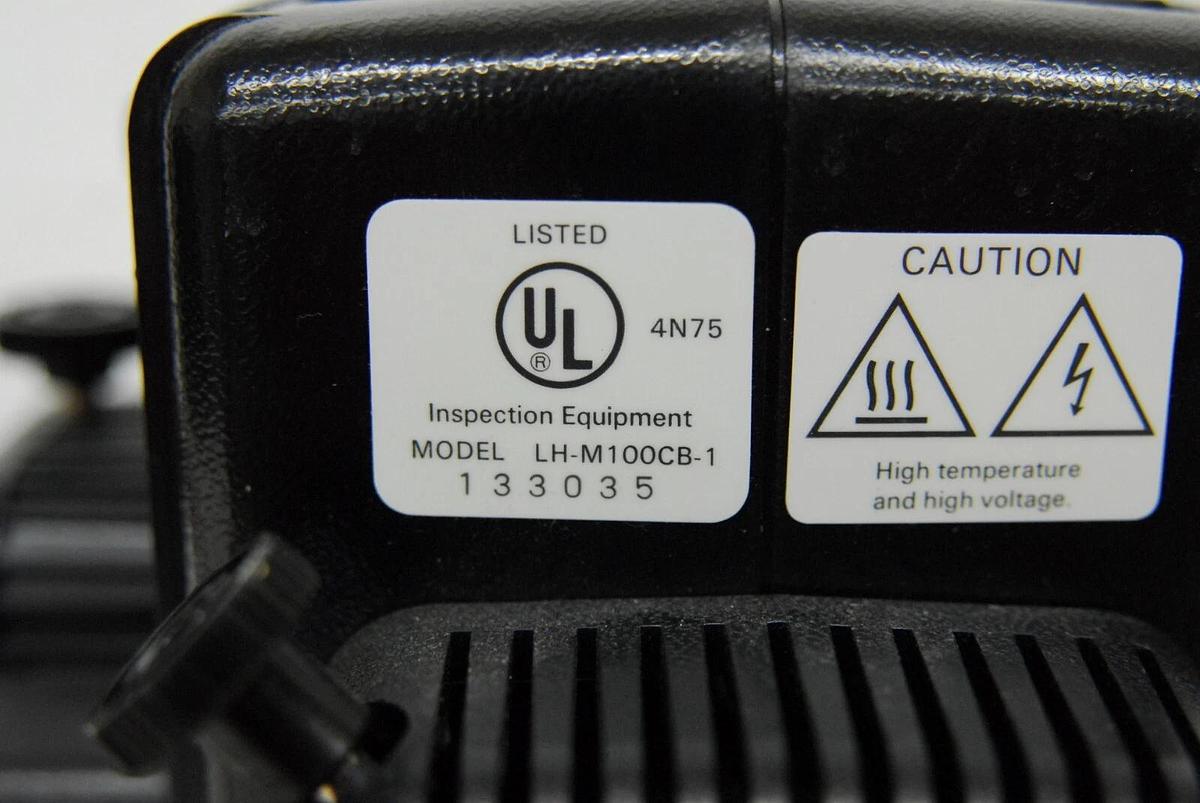 LISTED
UL
®
4N75
Inspection Equipment
MODEL LH-M100CB-1
133035
CAUTION
High temperature
and high voltage.